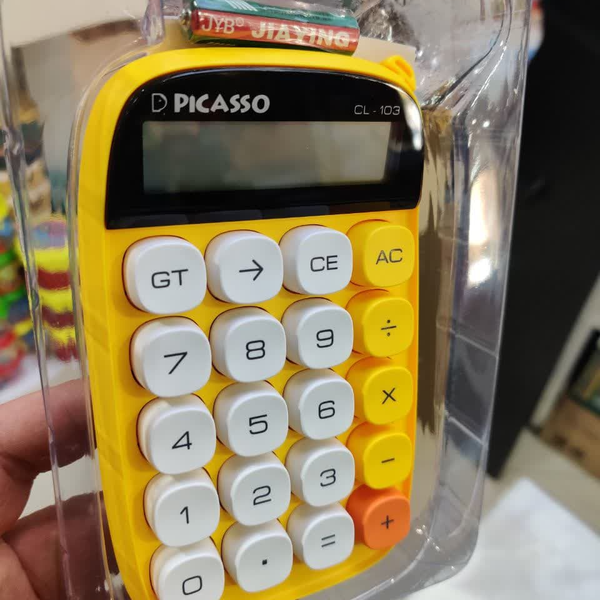 JYB® JIAYING
PICASSO
CL-103
GT → CE AC
7 8 9 ÷
4 5 6 x
1 2 3 -
0 . = +